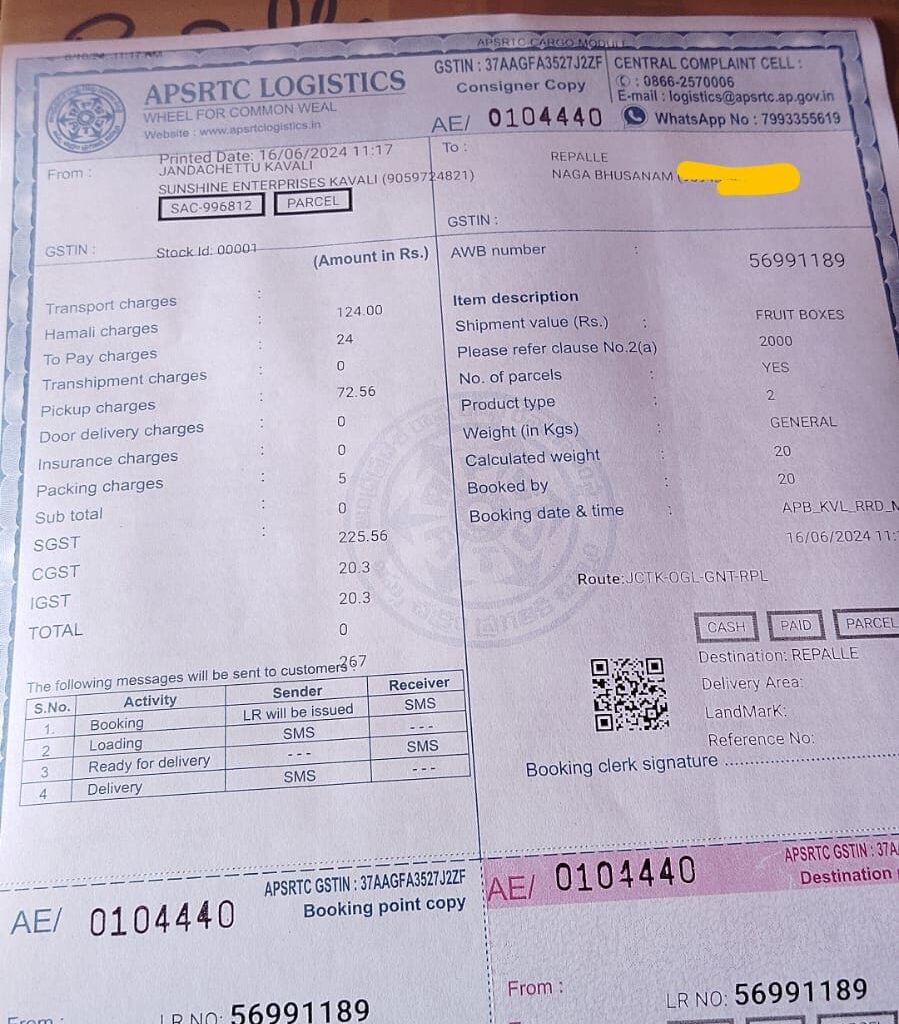 APSRTC CARGO MODULE
APSRTC LOGISTICS
WHEEL FOR COMMON WEAL
Website : www.apsrtclogistics.in
GSTIN : 37AAGFA3527J2ZF
Consigner Copy
AE/ 0104440
CENTRAL COMPLAINT CELL :
: 0866-2570006
E-mail : logistics@apsrtc.ap.gov.in
WhatsApp No : 7993355619
From :
Printed Date: 16/06/2024 11:17
JANDACHETTU KAVALI
SUNSHINE ENTERPRISES KAVALI (9059724821)
SAC-996812 PARCEL
GSTIN :
Stock Id: 00001
To :
REPALLE
NAGA BHUSANAM
GSTIN :
(Amount in Rs.)
Transport charges : 124.00
Hamali charges : 24
To Pay charges : 0
Transhipment charges : 72.56
Pickup charges : 0
Door delivery charges : 0
Insurance charges : 5
Packing charges : 0
Sub total : 225.56
SGST 20.3
CGST 20.3
IGST 0
TOTAL 267
AWB number : 56991189
Item description FRUIT BOXES
Shipment value (Rs.) : 2000
Please refer clause No.2(a) YES
No. of parcels : 2
Product type : GENERAL
Weight (in Kgs) : 20
Calculated weight : 20
Booked by : APB_KVL_RRD_
Booking date & time : 16/06/2024 11:
Route:JCTK-OGL-GNT-RPL
CASH PAID PARCEL
Destination: REPALLE
Delivery Area:
LandMarK:
Reference No:
Booking clerk signature
The following messages will be sent to customers :
S.No. Activity Sender Receiver
1. Booking LR will be issued SMS
2 Loading SMS ---
3 Ready for delivery --- SMS
4 Delivery SMS ---
APSRTC GSTIN : 37AAGFA3527J2ZF
AE/ 0104440
Booking point copy
From :
LR NO: 56991189
APSRTC GSTIN : 37A
AE/ 0104440
Destination
From :
LR NO: 56991189